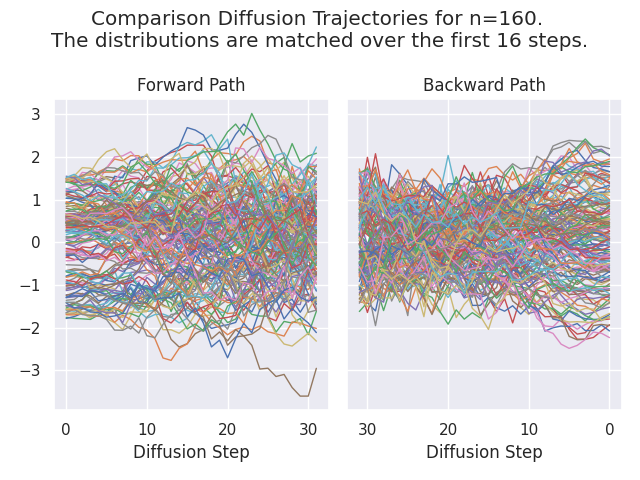 Comparison Diffusion Trajectories for n=160.
The distributions are matched over the first 16 steps.
Forward Path
Backward Path
3
2
1
0
−1
−2
−3
0 10 20 30
30 20 10 0
Diffusion Step
Diffusion Step